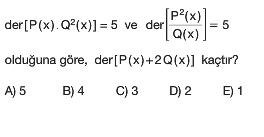 der[P(x).Q²(x)] = 5 ve der[P²(x)/Q(x)] = 5
olduğuna göre, der[P(x)+2Q(x)] kaçtır?
A) 5 B) 4 C) 3 D) 2 E) 1